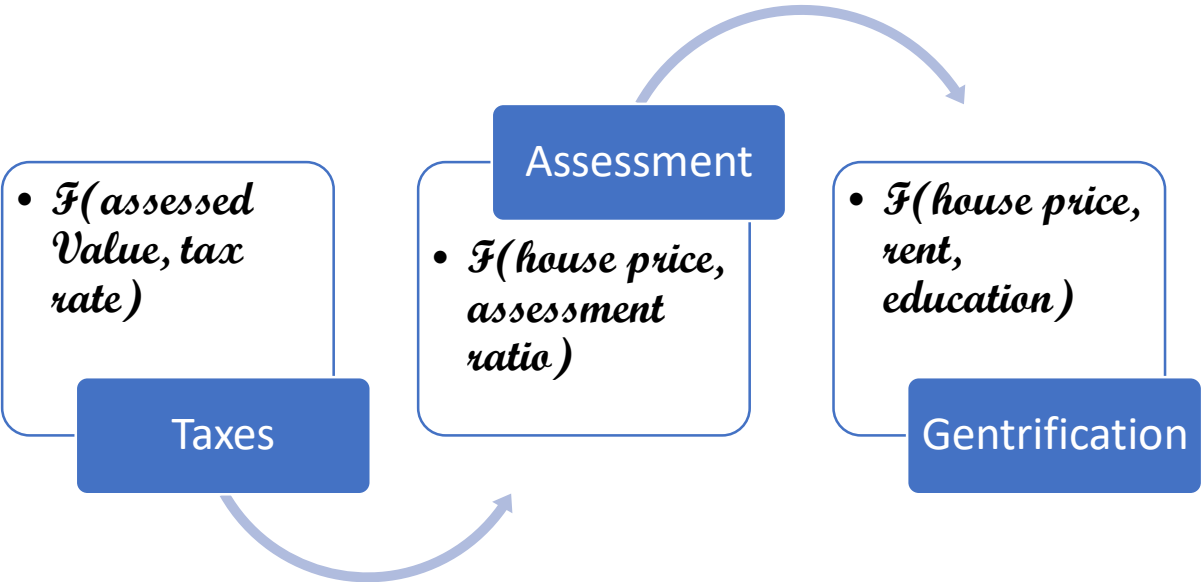 • F(assessed
Value, tax
rate)
Taxes
Assessment
• F(house price,
assessment
ratio)
• F(house price,
rent,
education)
Gentrification